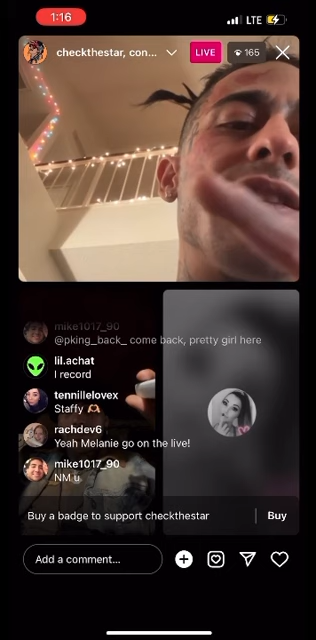 1:16
LTE
checkthestar, con...
LIVE
165
mike1017_90
@pking_back_ come back, pretty girl here
lil.achat
I record
tennillelovex
Staffy
rachdev6
Yeah Melanie go on the live!
mike1017_90
NM u
Buy a badge to support checkthestar
Buy
Add a comment...